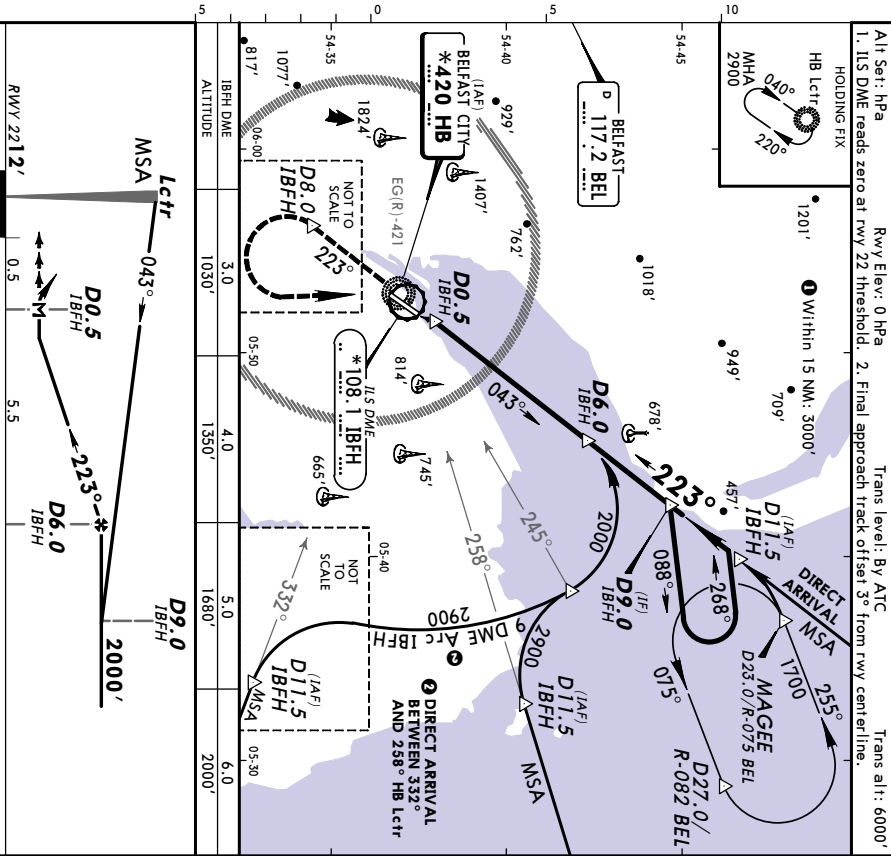 Alt Set: hPa Rwy Elev: 0 hPa Trans level: By ATC Trans alt: 6000'
1. ILS DME reads zero at rwy 22 threshold. 2. Final approach track offset 3° from rwy centerline.
HOLDING FIX
HB Lctr
040°
220°
MHA
2900
1201'
❶ Within 15 NM: 3000'
949'
709'
1018'
762'
929'
1407'
1824'
1077'
817'
678'
457'
814'
745'
665'
BELFAST
D 117.2 BEL
(IAF)
BELFAST CITY
*420 HB
EG(R)-421
ILS DME
*108.1 IBFH
NOT TO
SCALE
D8.0
IBFH
223°
D0.5
IBFH
043°
D6.0
IBFH
223°
D9.0
(IF)
IBFH
(IAF)
D11.5
IBFH
DIRECT
ARRIVAL
MSA
088°
268°
1700
255°
075°
MAGEE
D23.0/R-075 BEL
D27.0/
R-082 BEL
2000
245°
258°
332°
2900
9 DME Arc IBFH
2900
❷
(IAF)
D11.5
IBFH
MSA
❷ DIRECT ARRIVAL
BETWEEN 332°
AND 258° HB Lctr
NOT
TO
SCALE
(IAF)
D11.5
IBFH
MSA
54-35
54-40
54-45
06-00
05-50
05-40
05-30
5
0
5
10
IBFH DME 3.0 4.0 5.0 6.0
ALTITUDE 1030' 1350' 1680' 2000'
Lctr
MSA
043°
D9.0
IBFH
2000'
D6.0
IBFH
223°
D0.5
IBFH
M
RWY 22 12'
0.5
5.5